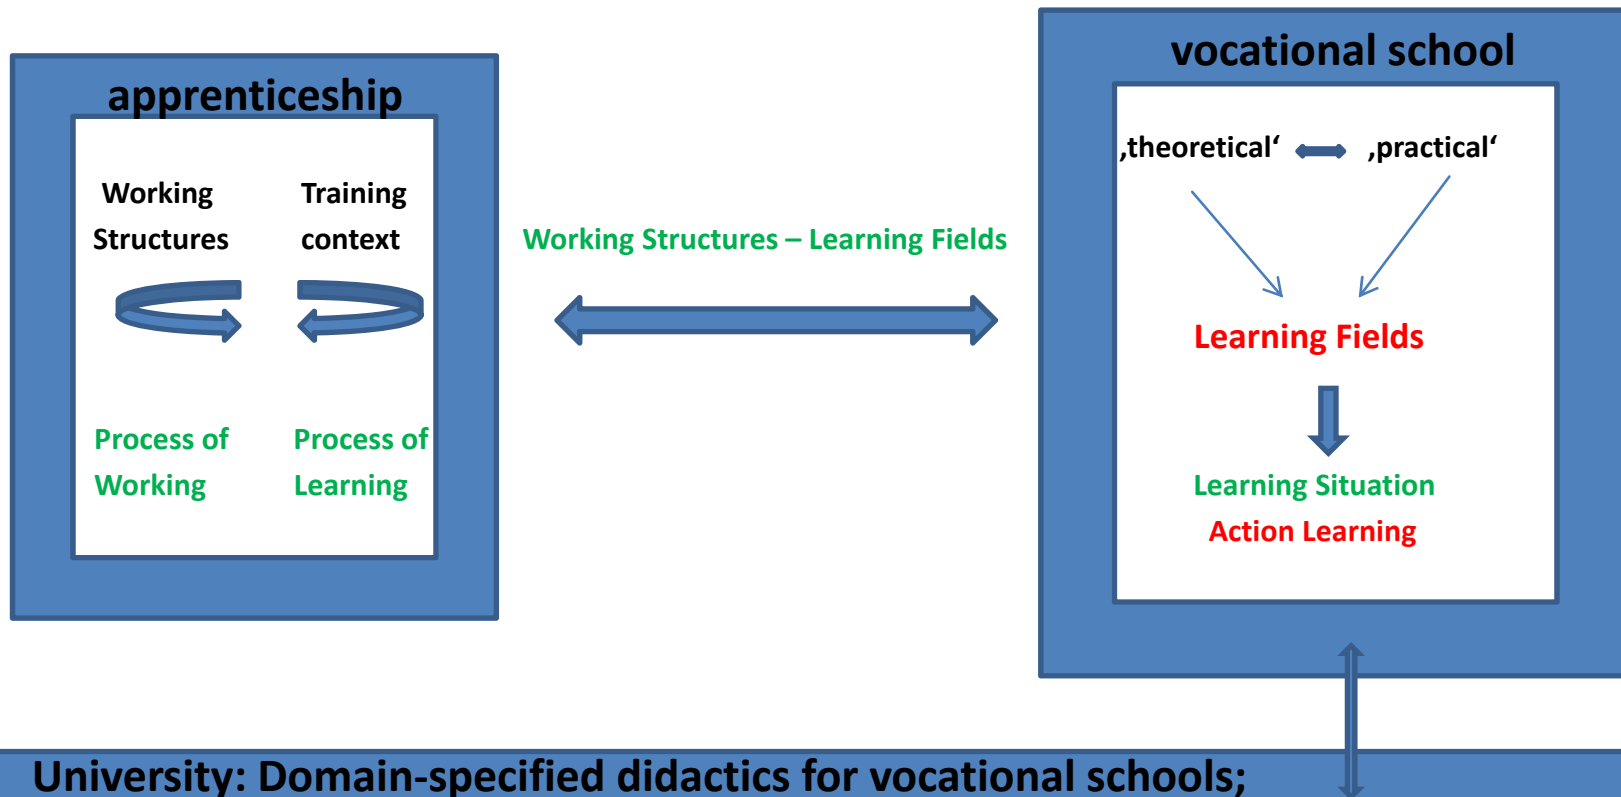 apprenticeship
Working
Structures
Training
context
Process of
Working
Process of
Learning
Working Structures – Learning Fields
vocational school
‚theoretical‘
‚practical‘
Learning Fields
Learning Situation
Action Learning
University: Domain-specified didactics for vocational schools;